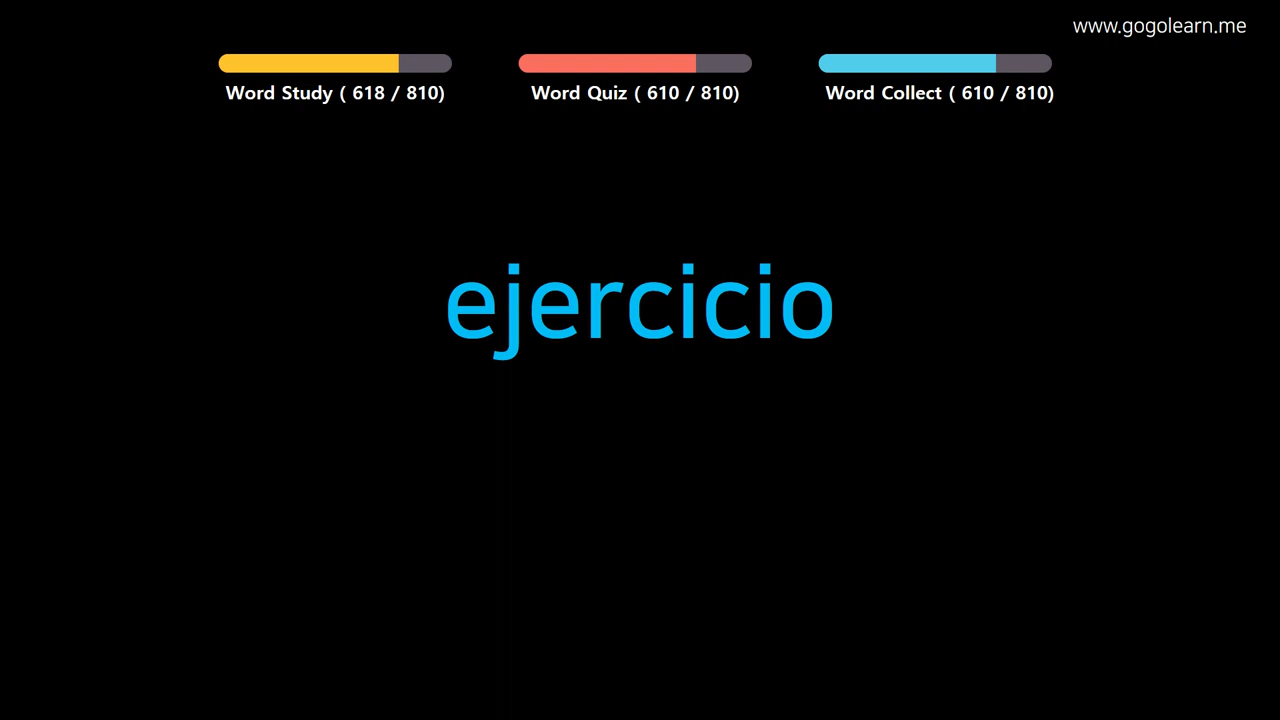 www.gogolearn.me
Word Study ( 618 / 810)
Word Quiz ( 610 / 810)
Word Collect ( 610 / 810)
ejercicio